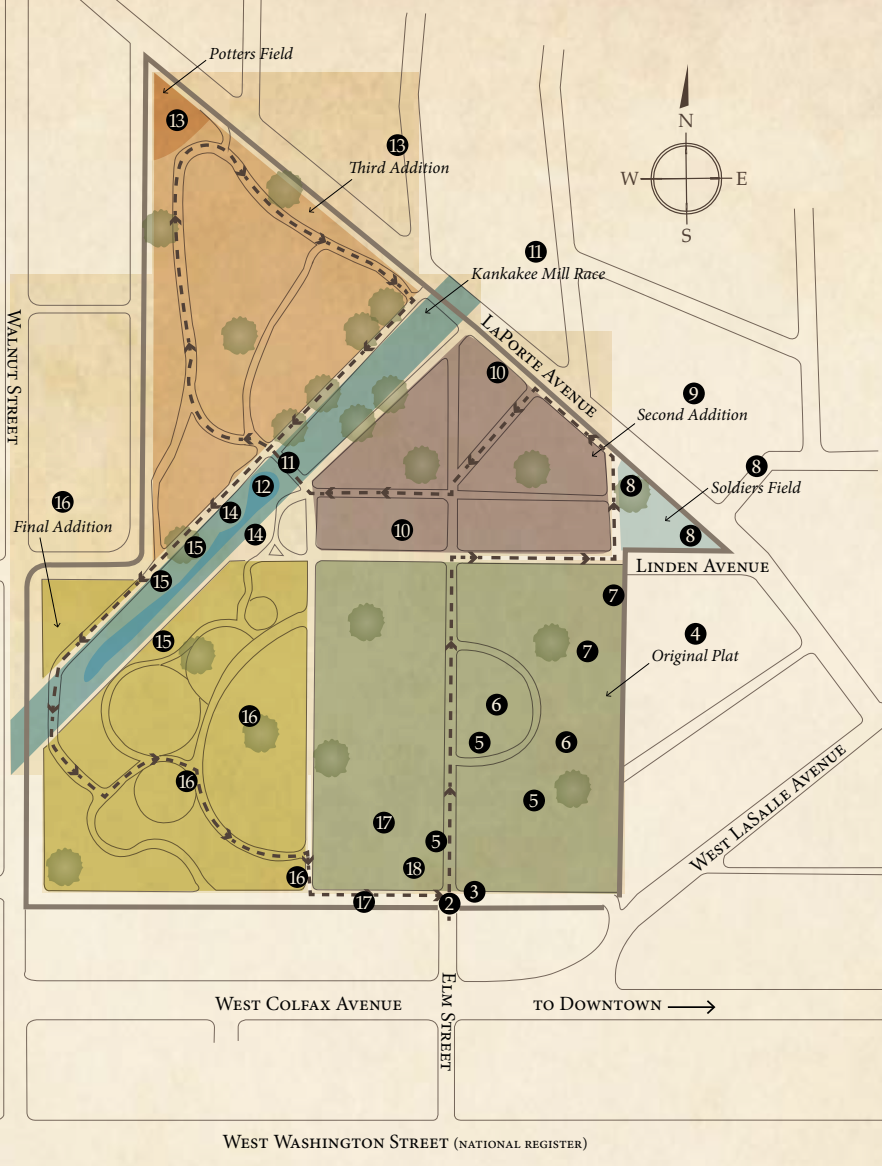 Potters Field
13
13
Third Addition
N
W
E
S
11
Kankakee Mill Race
LaPorte Avenue
Walnut Street
10
9
Second Addition
8
Soldiers Field
8
8
11
12
14
14
10
16
Final Addition
15
15
15
Linden Avenue
7
7
4
Original Plat
6
5
6
5
16
16
16
17
5
18
17
2
3
West LaSalle Avenue
West Colfax Avenue
Elm Street
to Downtown
West Washington Street (national register)